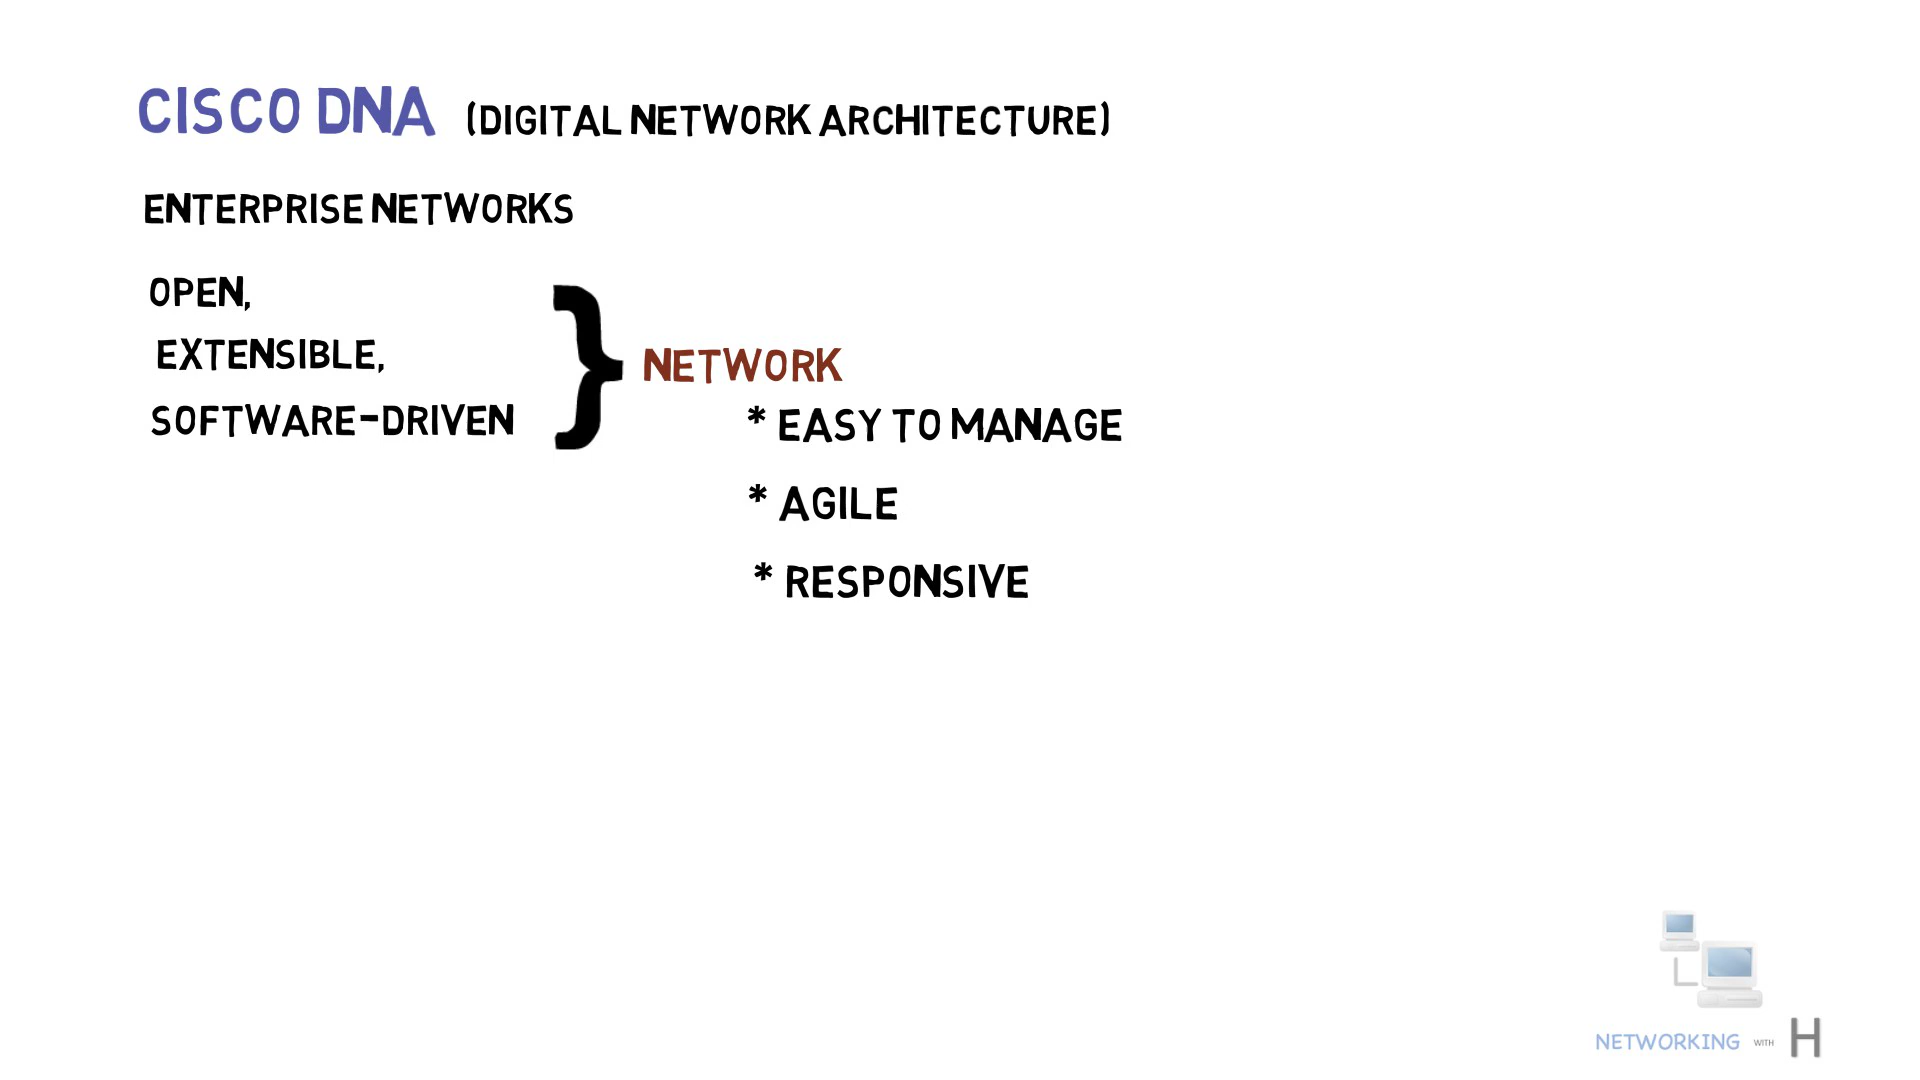 CISCO DNA (DIGITAL NETWORK ARCHITECTURE)
ENTERPRISE NETWORKS
OPEN,
EXTENSIBLE,
SOFTWARE-DRIVEN
}
NETWORK
* EASY TO MANAGE
* AGILE
* RESPONSIVE
NETWORKING WITH H